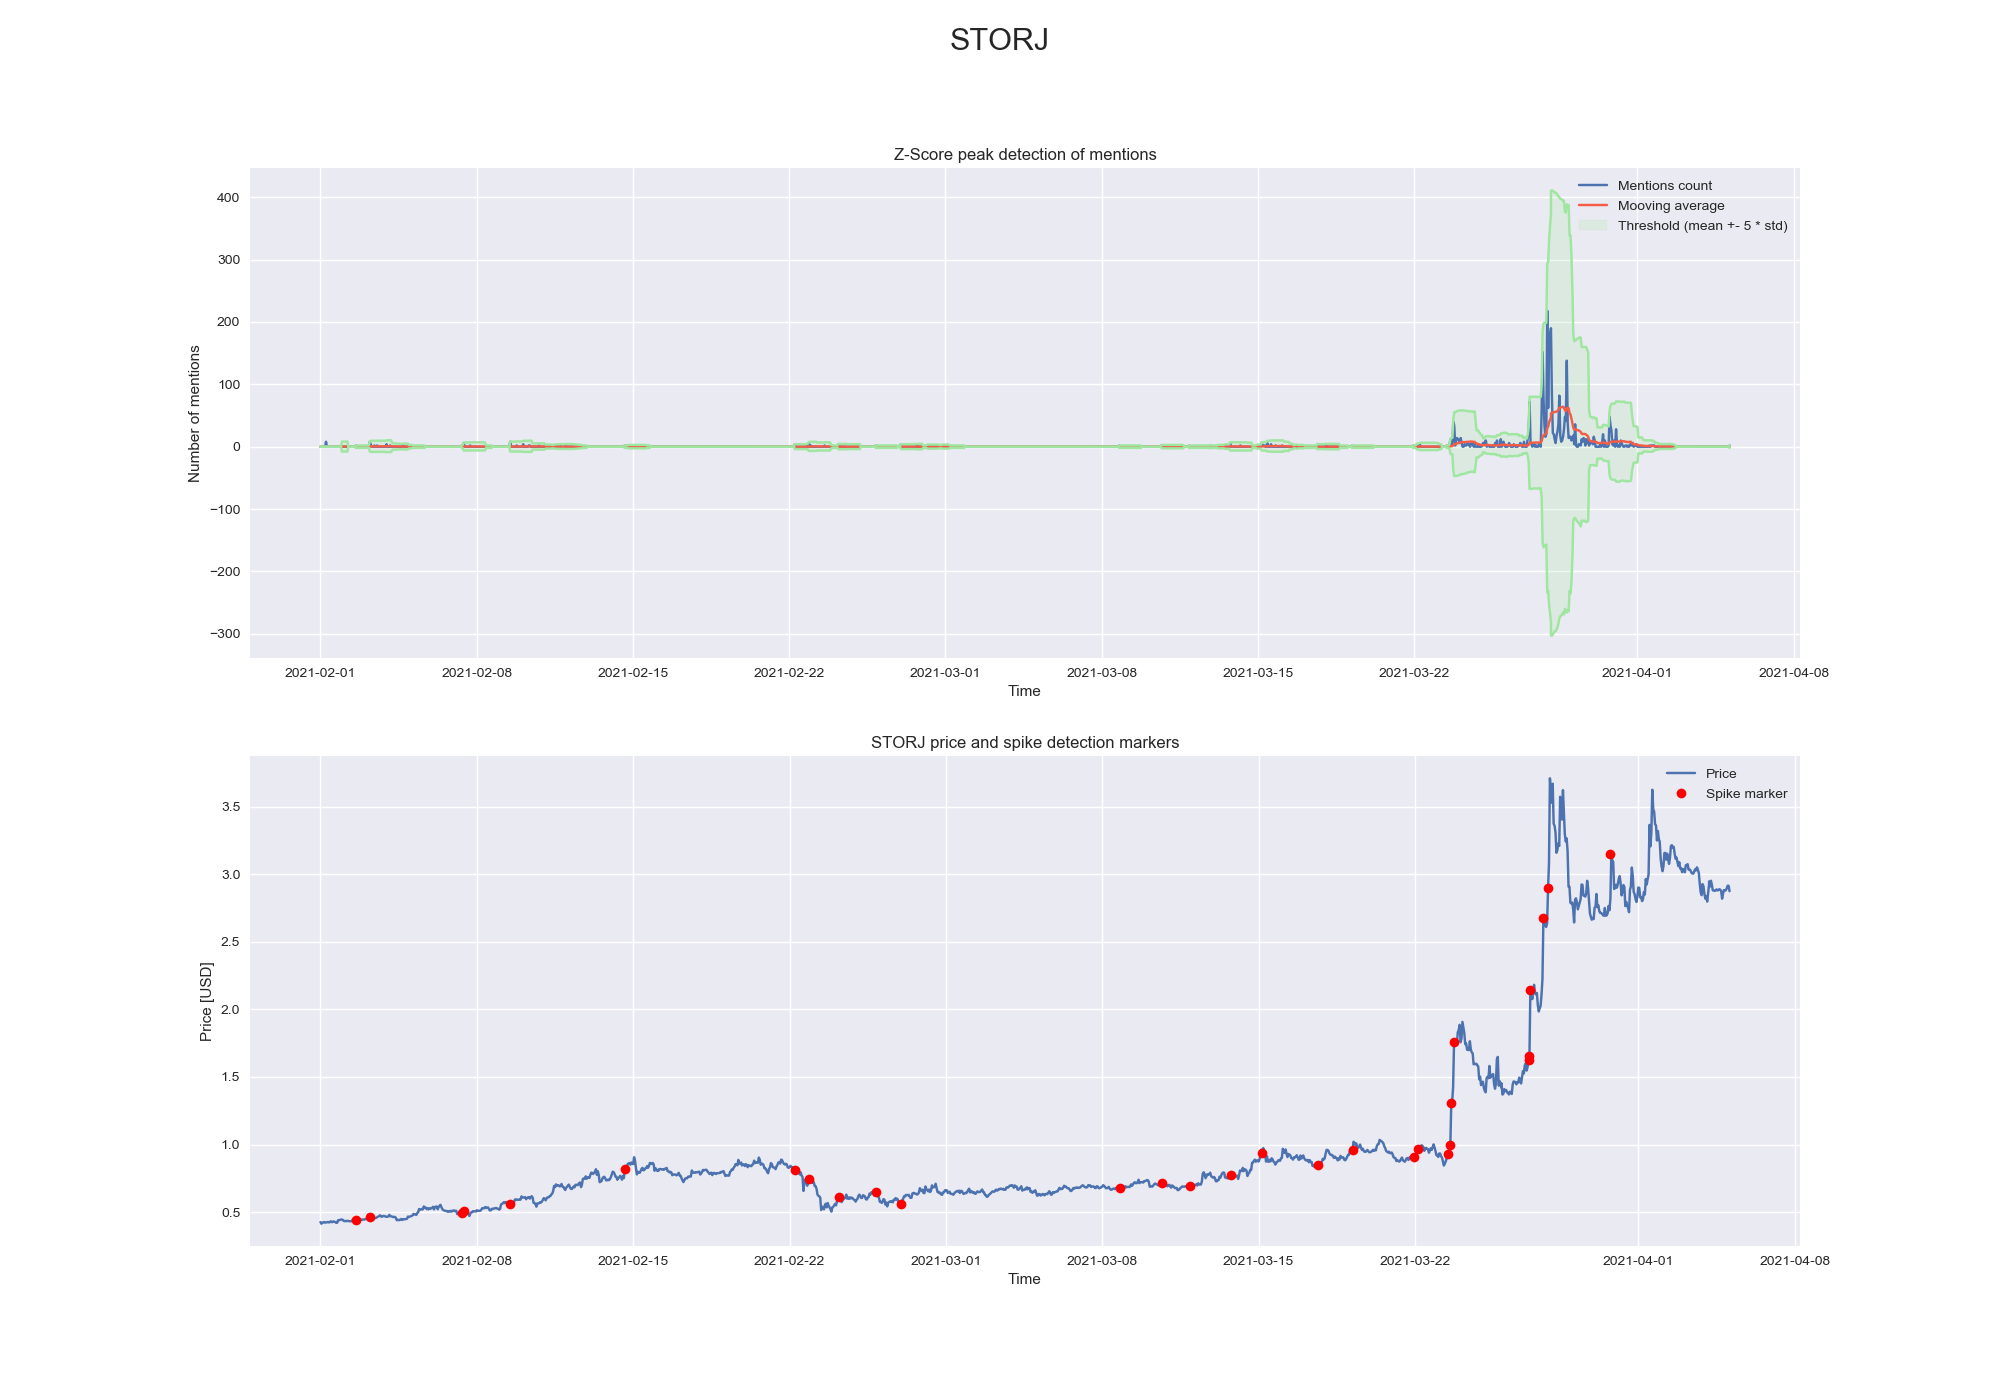 STORJ
Z-Score peak detection of mentions
Mentions count
Mooving average
Threshold (mean +- 5 * std)
Number of mentions
400
300
200
100
0
−100
−200
−300
2021-02-01 2021-02-08 2021-02-15 2021-02-22 2021-03-01 2021-03-08 2021-03-15 2021-03-22 2021-04-01 2021-04-08
Time
STORJ price and spike detection markers
Price
Spike marker
Price [USD]
3.5
3.0
2.5
2.0
1.5
1.0
0.5
2021-02-01 2021-02-08 2021-02-15 2021-02-22 2021-03-01 2021-03-08 2021-03-15 2021-03-22 2021-04-01 2021-04-08
Time